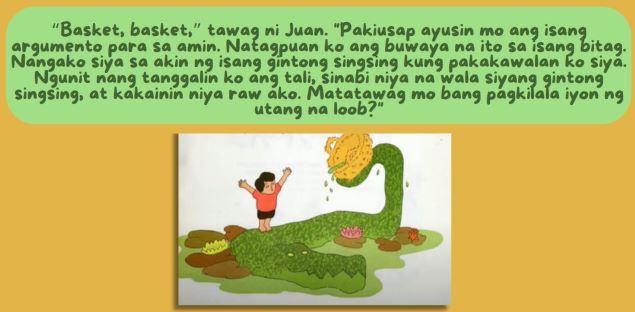 “Basket, basket,” tawag ni Juan. "Pakiusap ayusin mo ang isang
argumento para sa amin. Natagpuan ko ang buwaya na ito sa isang bitag.
Nangako siya sa akin ng isang gintong singsing kung pakakawalan ko siya.
Ngunit nang tanggalin ko ang tali, sinabi niya na wala siyang gintong
singsing, at kakainin niya raw ako. Matatawag mo bang pagkilala iyon ng
utang na loob?"